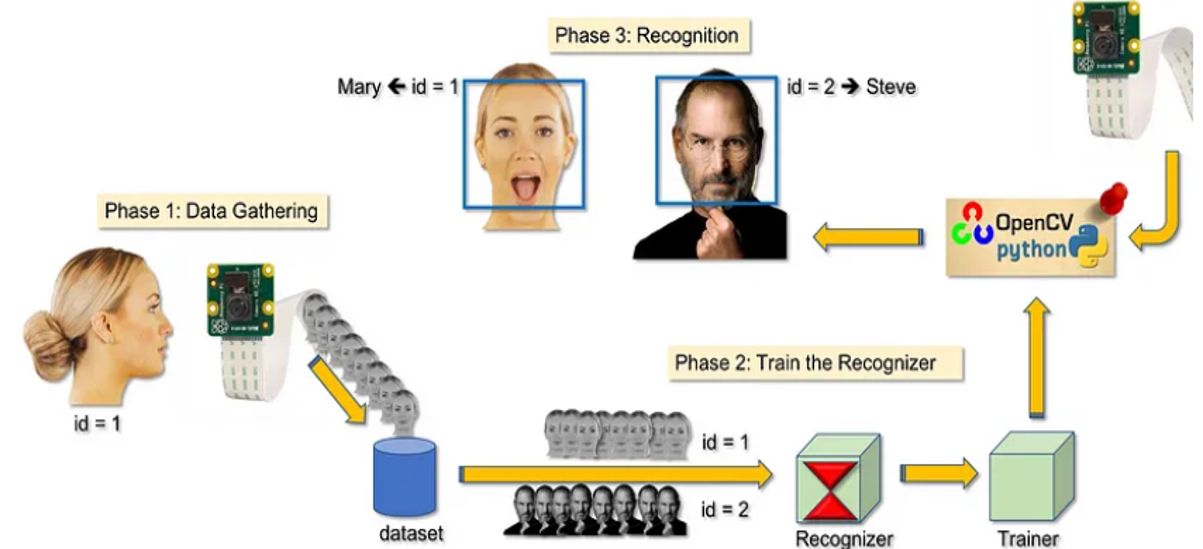 Phase 3: Recognition
Mary ← id = 1
id = 2 → Steve
Phase 1: Data Gathering
OpenCV
python
Phase 2: Train the Recognizer
id = 1
id = 1
id = 2
dataset
Recognizer
Trainer